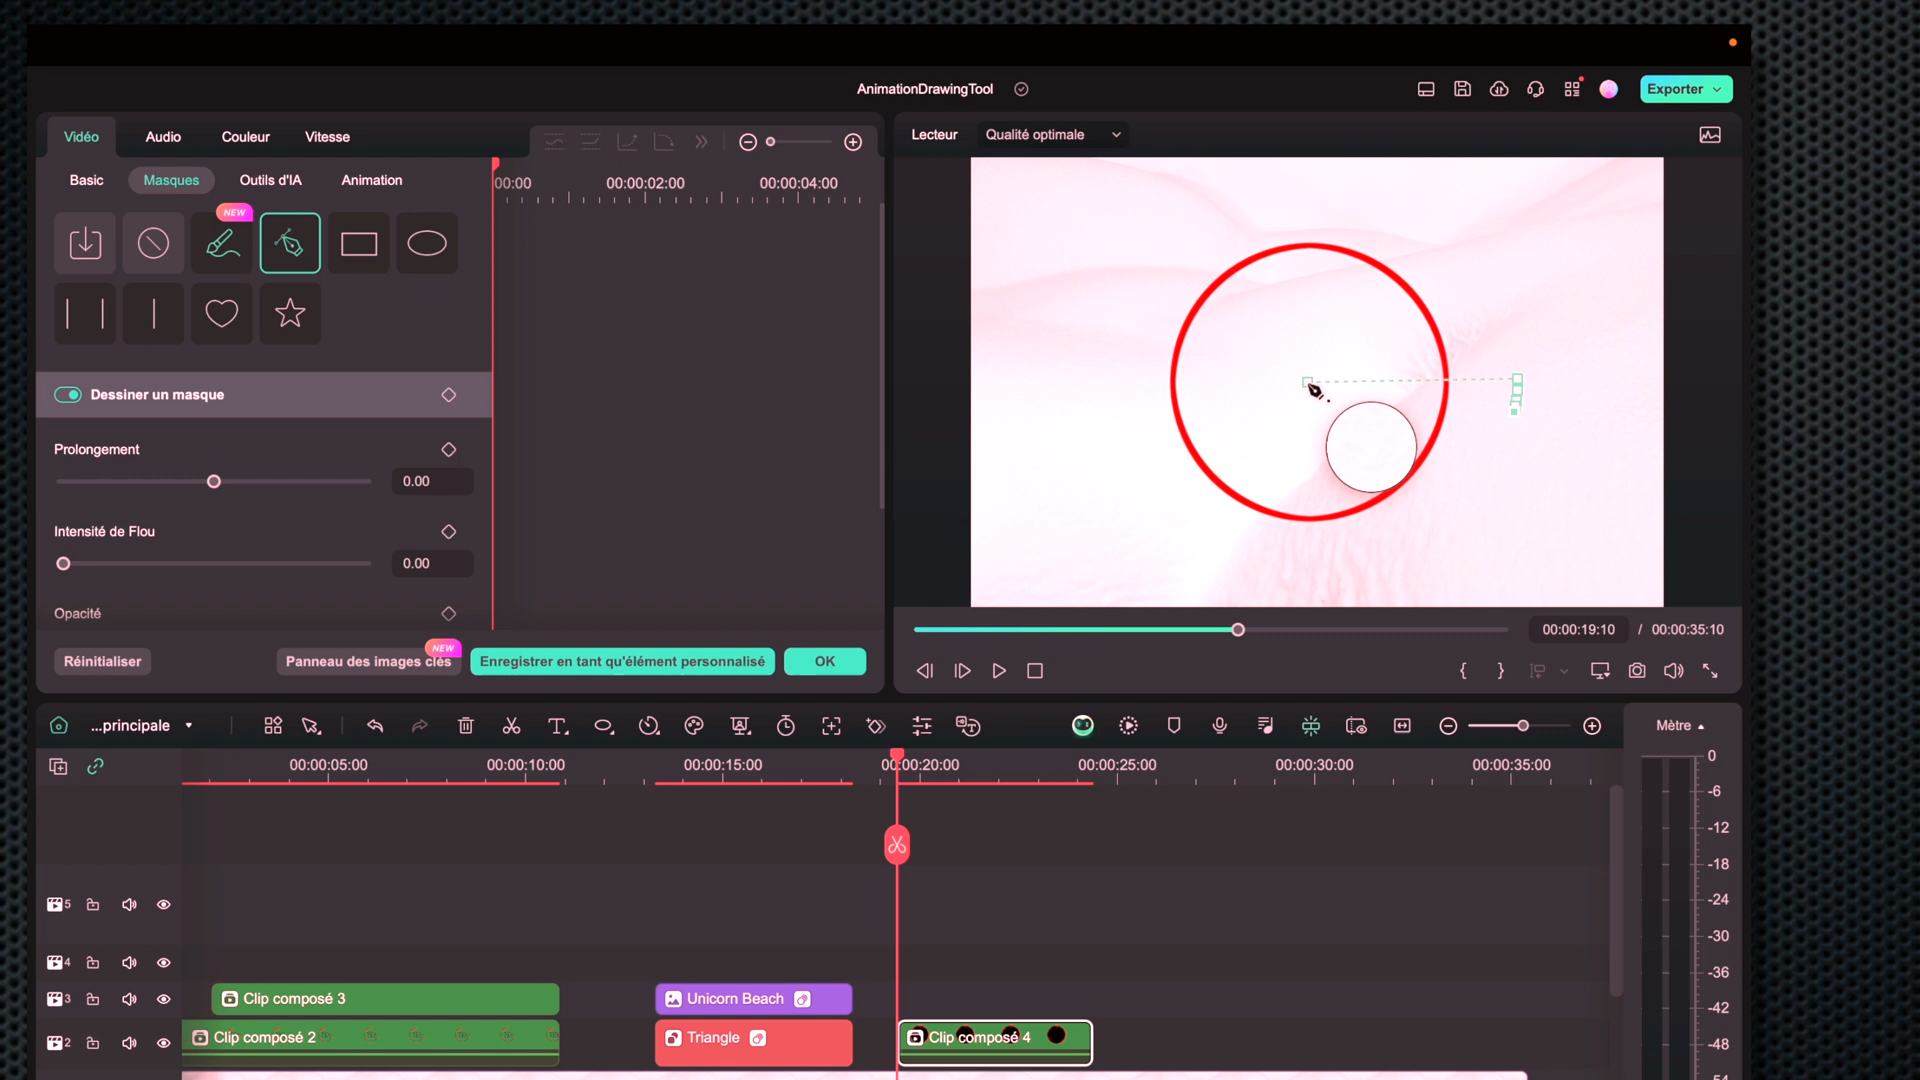 AnimationDrawingTool
Exporter
Vidéo
Audio
Couleur
Vitesse
Lecteur
Qualité optimale
Basic
Masques
Outils d'IA
Animation
00:00
00:00:02:00
00:00:04:00
NEW
Dessiner un masque
Prolongement
0.00
Intensité de Flou
0.00
Opacité
NEW
Réinitialiser
Panneau des images clés
Enregistrer en tant qu'élément personnalisé
OK
00:00:19:10 / 00:00:35:10
...principale
Mètre
00:00:05:00
00:00:10:00
00:00:15:00
00:00:20:00
00:00:25:00
00:00:30:00
00:00:35:00
0
-6
-12
-18
-24
-30
-36
-42
-48
-54
5
4
3
Clip composé 3
Unicorn Beach
2
Clip composé 2
Triangle
Clip composé 4